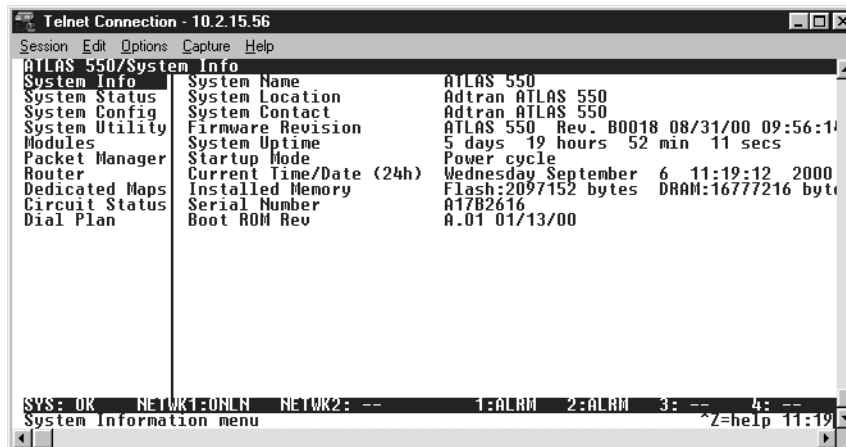 Telnet Connection - 10.2.15.56
Session Edit Options Capture Help
ATLAS 550/System Info
System Info System Name ATLAS 550
System Status System Location Adtran ATLAS 550
System Config System Contact Adtran ATLAS 550
System Utility Firmware Revision ATLAS 550 Rev. B0018 08/31/00 09:56:14
Modules System Uptime 5 days 19 hours 52 min 11 secs
Packet Manager Startup Mode Power cycle
Router Current Time/Date (24h) Wednesday September 6 11:19:12 2000
Dedicated Maps Installed Memory Flash:2097152 bytes DRAM:16777216 byte
Circuit Status Serial Number A17B2616
Dial Plan Boot ROM Rev A.01 01/13/00
SYS: OK NETWK1:ONLN NETWK2: -- 1:ALRM 2:ALRM 3: -- 4: --
System Information menu ^Z=help 11:19